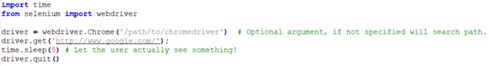 import time
from selenium import webdriver

driver = webdriver.Chrome('/path/to/chromedriver')  # Optional argument, if not specified will search path.
driver.get('http://www.google.com/');
time.sleep(5) # Let the user actually see something!
driver.quit()